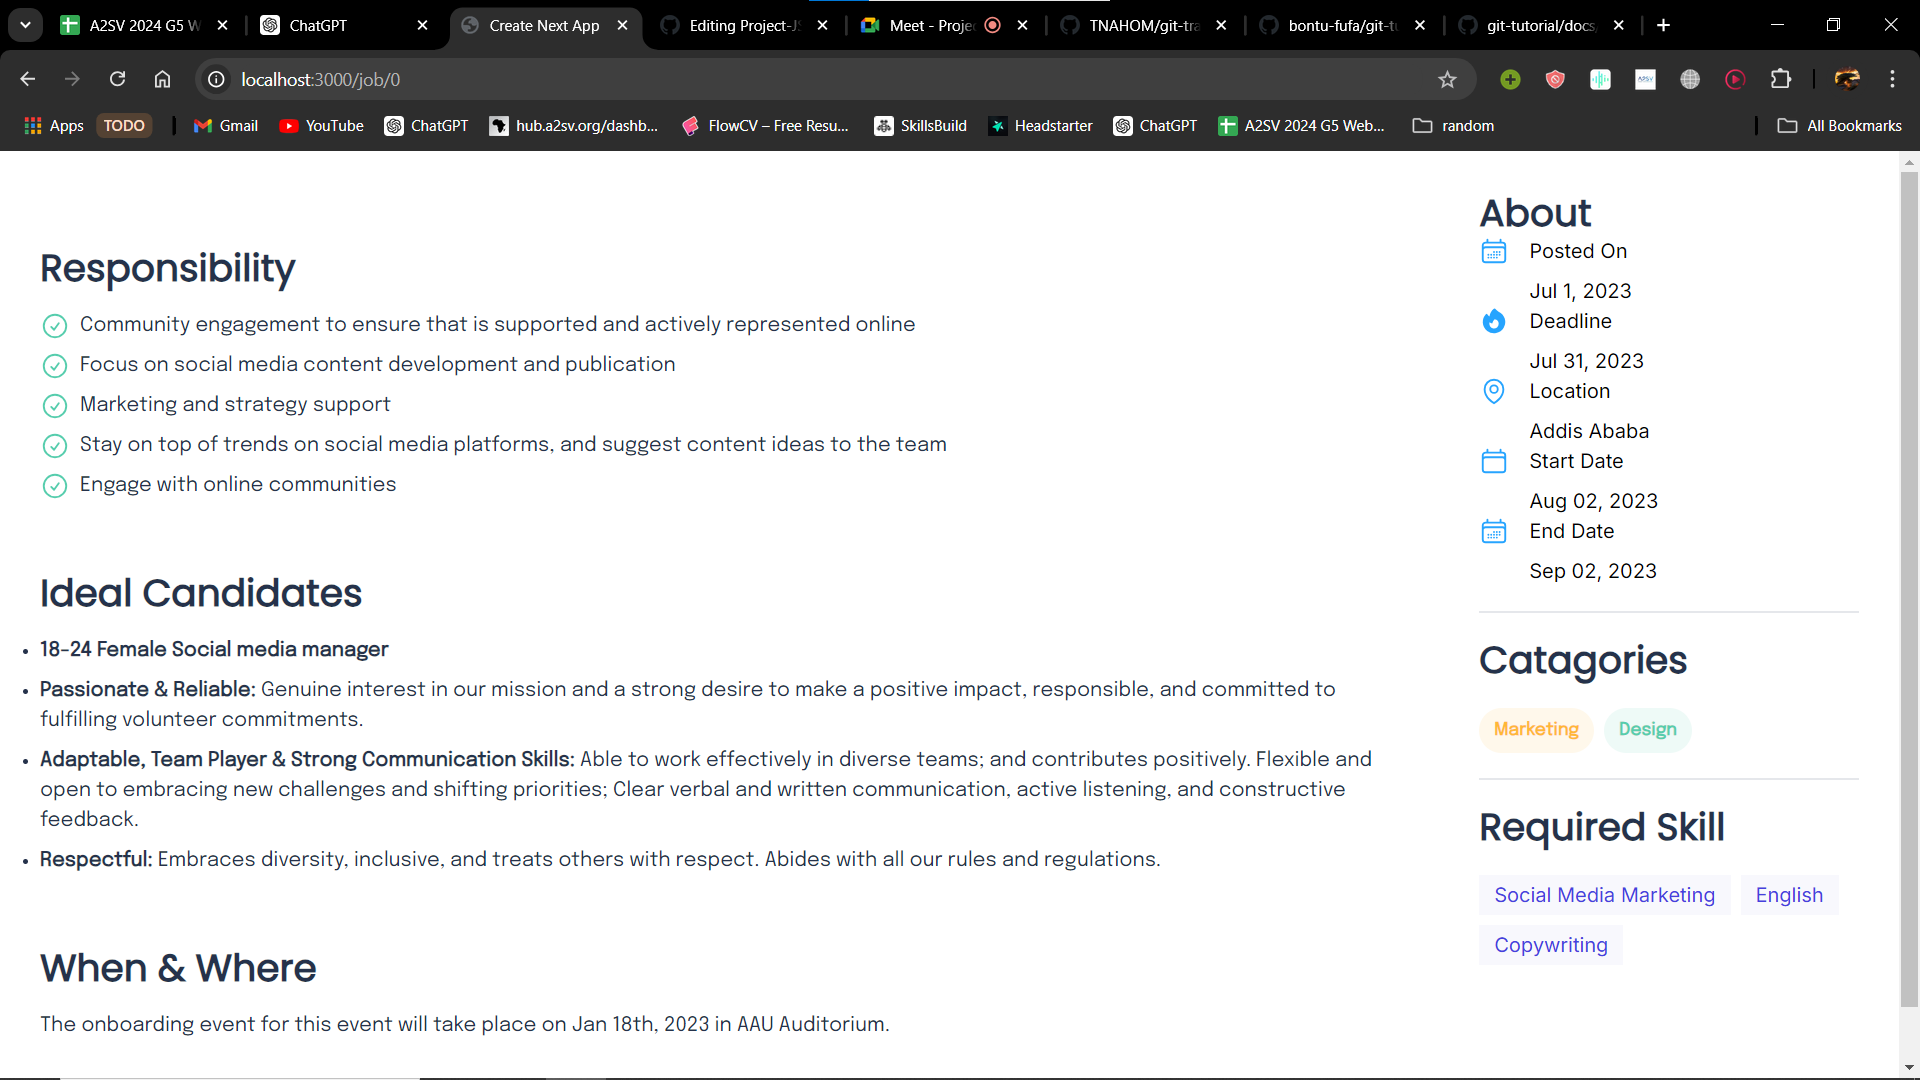 A2SV 2024 G5 W
ChatGPT
Create Next App
Editing Project-JS
Meet - Projec
TNAHOM/git-tra
bontu-fufa/git-tu
git-tutorial/docs
localhost:3000/job/0
Apps
TODO
Gmail
YouTube
ChatGPT
hub.a2sv.org/dashb...
FlowCV – Free Resu...
SkillsBuild
Headstarter
ChatGPT
A2SV 2024 G5 Web...
random
All Bookmarks
Responsibility
Community engagement to ensure that is supported and actively represented online
Focus on social media content development and publication
Marketing and strategy support
Stay on top of trends on social media platforms, and suggest content ideas to the team
Engage with online communities
Ideal Candidates
• 18-24 Female Social media manager
• Passionate & Reliable: Genuine interest in our mission and a strong desire to make a positive impact, responsible, and committed to
fulfilling volunteer commitments.
• Adaptable, Team Player & Strong Communication Skills: Able to work effectively in diverse teams; and contributes positively. Flexible and
open to embracing new challenges and shifting priorities; Clear verbal and written communication, active listening, and constructive
feedback.
• Respectful: Embraces diversity, inclusive, and treats others with respect. Abides with all our rules and regulations.
When & Where
The onboarding event for this event will take place on Jan 18th, 2023 in AAU Auditorium.
About
Posted On
Jul 1, 2023
Deadline
Jul 31, 2023
Location
Addis Ababa
Start Date
Aug 02, 2023
End Date
Sep 02, 2023
Catagories
Marketing
Design
Required Skill
Social Media Marketing
English
Copywriting